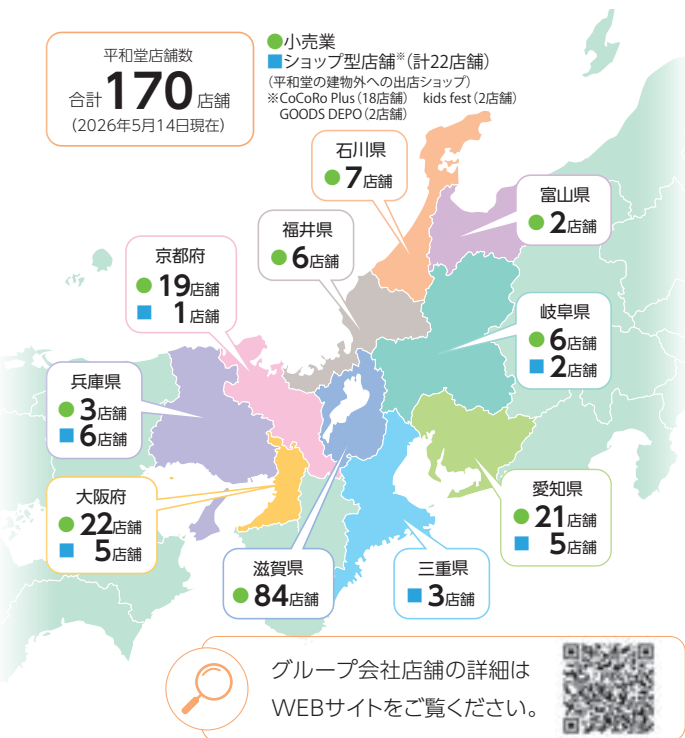 平和堂店舗数
合計170店舗
(2026年5月14日現在)
●小売業
■ショップ型店舗※(計22店舗)
(平和堂の建物外への出店ショップ)
※CoCoRo Plus(18店舗) kids fest(2店舗)
GOODS DEPO(2店舗)
石川県
●7店舗
富山県
●2店舗
福井県
●6店舗
京都府
●19店舗
■1店舗
岐阜県
●6店舗
■2店舗
兵庫県
●3店舗
■6店舗
大阪府
●22店舗
■5店舗
愛知県
●21店舗
■5店舗
滋賀県
●84店舗
三重県
■3店舗
グループ会社店舗の詳細は
WEBサイトをご覧ください。